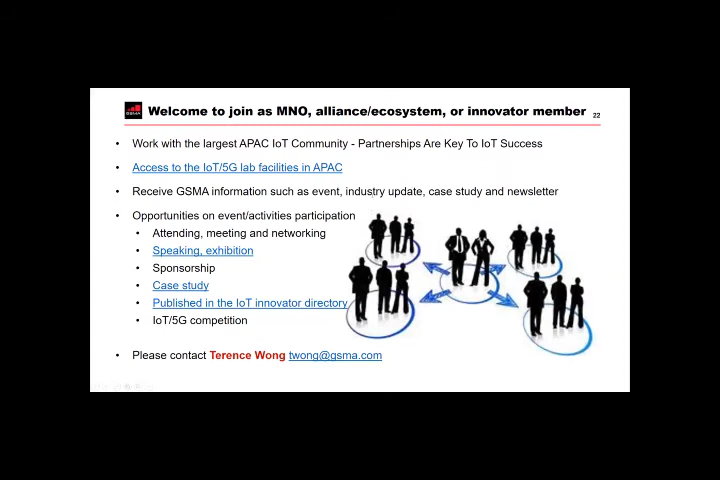 GSMA
Welcome to join as MNO, alliance/ecosystem, or innovator member
22
• Work with the largest APAC IoT Community - Partnerships Are Key To IoT Success
• Access to the IoT/5G lab facilities in APAC
• Receive GSMA information such as event, industry update, case study and newsletter
• Opportunities on event/activities participation
• Attending, meeting and networking
• Speaking, exhibition
• Sponsorship
• Case study
• Published in the IoT innovator directory
• IoT/5G competition
• Please contact Terence Wong twong@gsma.com